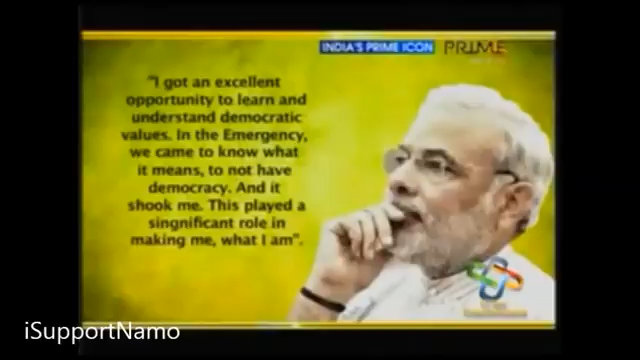 INDIA'S PRIME ICON PRIME
"I got an excellent
opportunity to learn and
understand democratic
values. In the Emergency,
we came to know what
it means, to not have
democracy. And it
shook me. This played a
singnificant role in
making me, what I am".
iSupportNamo